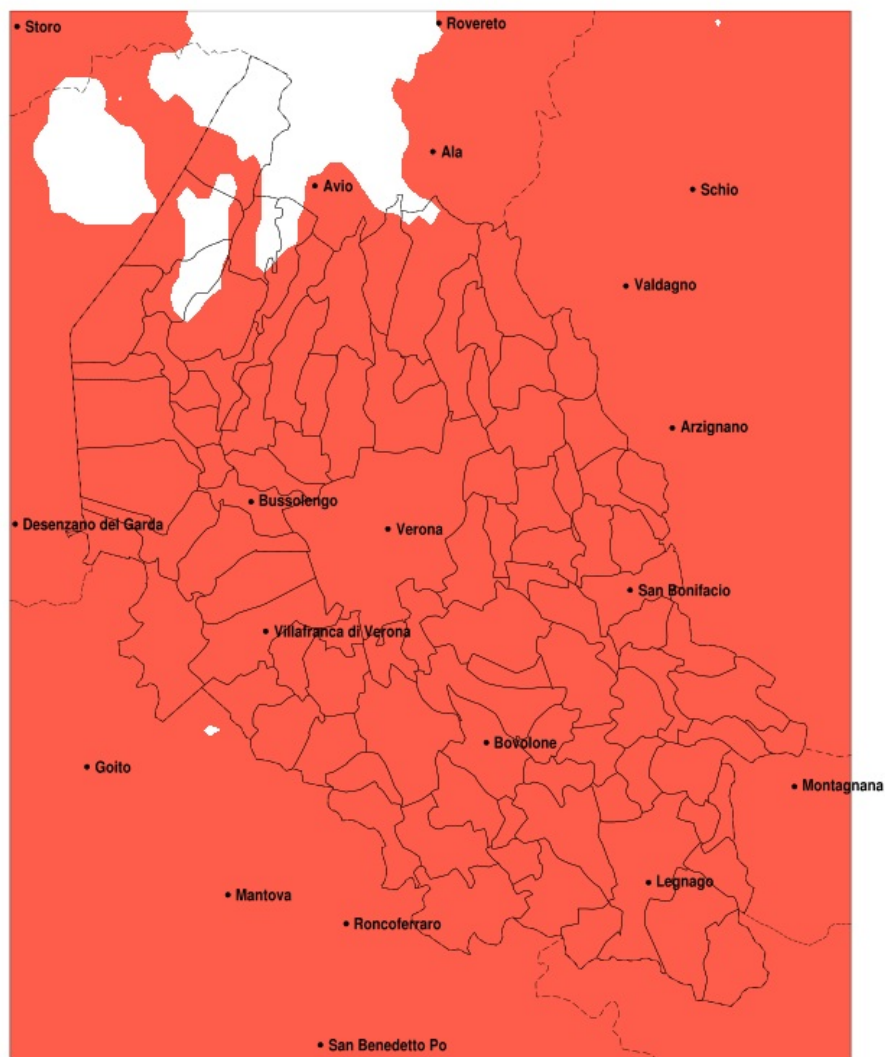 Storo
Rovereto
Ala
Avio
Schio
Valdagno
Arzignano
Bussolengo
Desenzano del Garda
Verona
San Bonifacio
Villafranca di Verona
Bovolone
Goito
Montagnana
Legnago
Mantova
Roncoferraro
San Benedetto Po